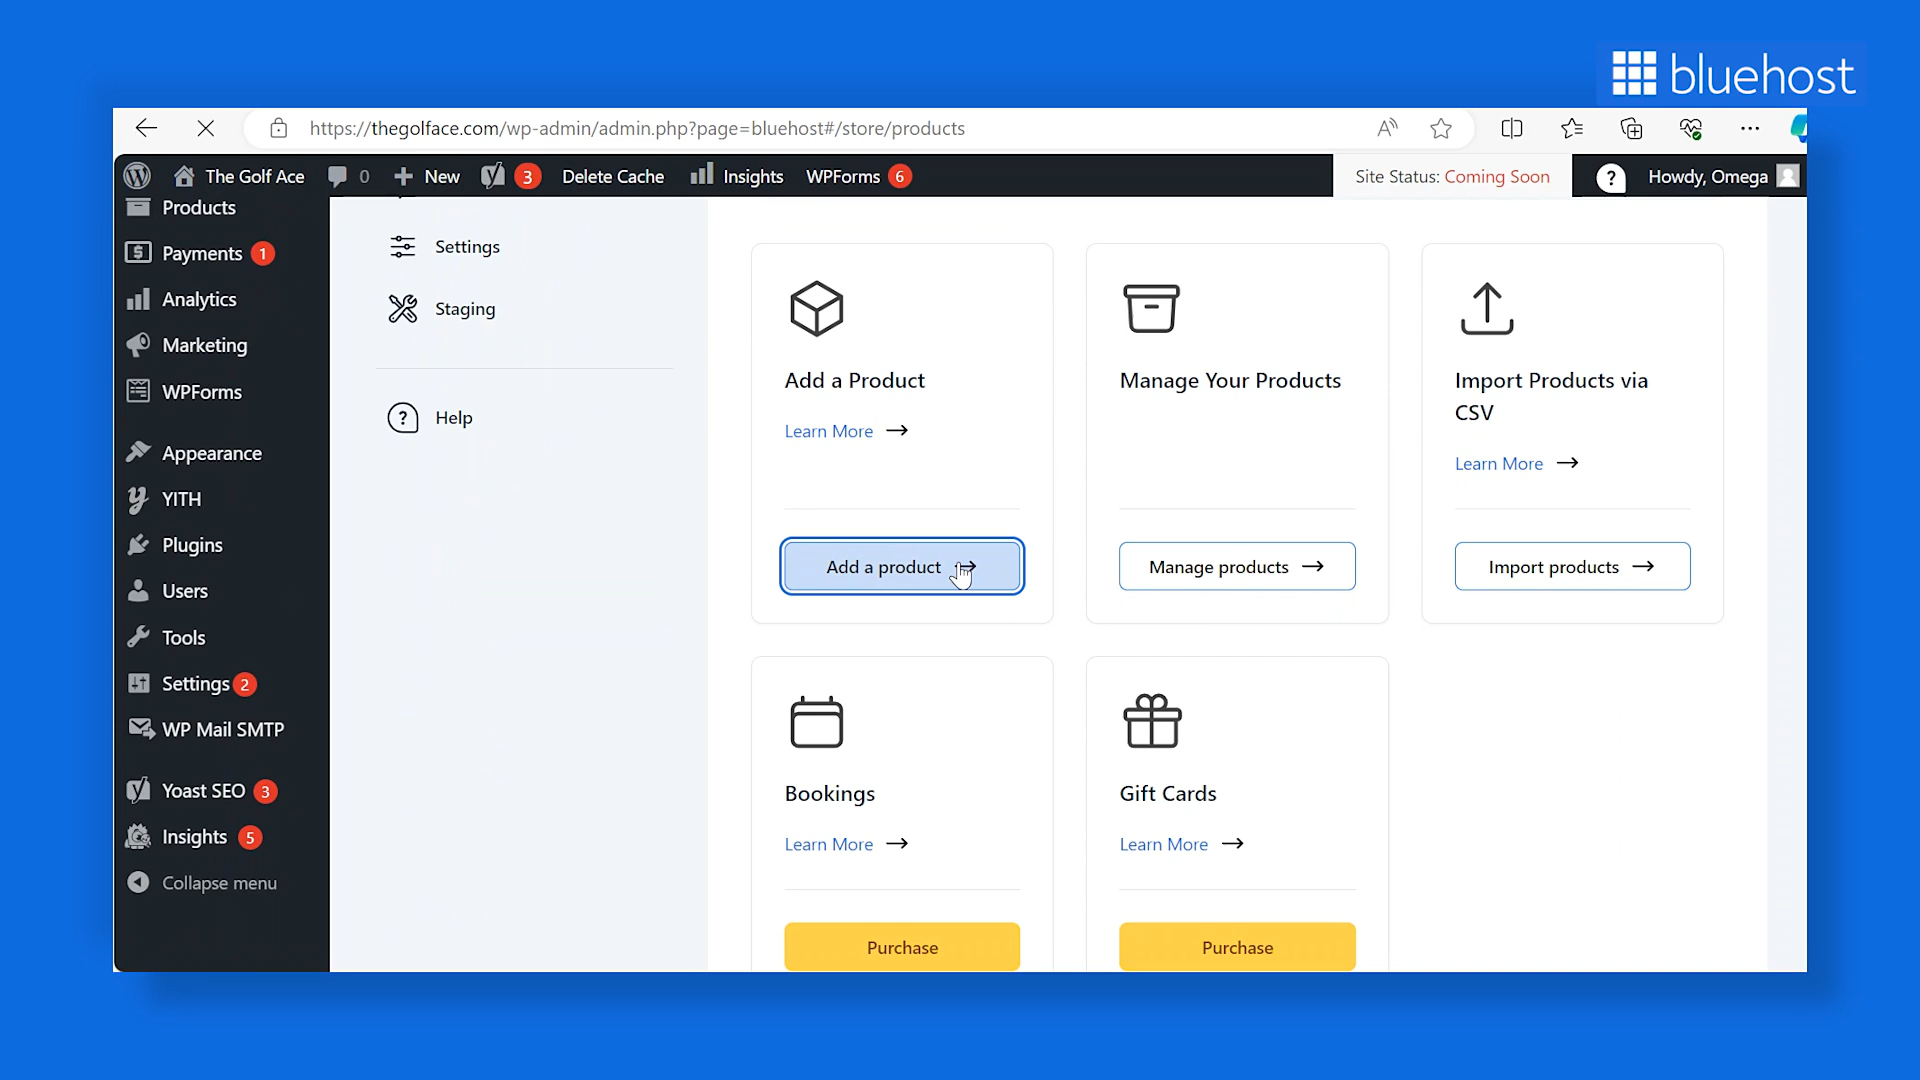 bluehost
https://thegolface.com/wp-admin/admin.php?page=bluehost#/store/products
The Golf Ace 0 New 3 Delete Cache Insights WPForms 6 Site Status: Coming Soon ? Howdy, Omega
Products
Payments 1
Analytics
Marketing
WPForms
Appearance
YITH
Plugins
Users
Tools
Settings 2
WP Mail SMTP
Yoast SEO 3
Insights 5
Collapse menu
Settings
Staging
Help
Add a Product
Learn More
Add a product
Manage Your Products
Manage products
Import Products via
CSV
Learn More
Import products
Bookings
Learn More
Purchase
Gift Cards
Learn More
Purchase